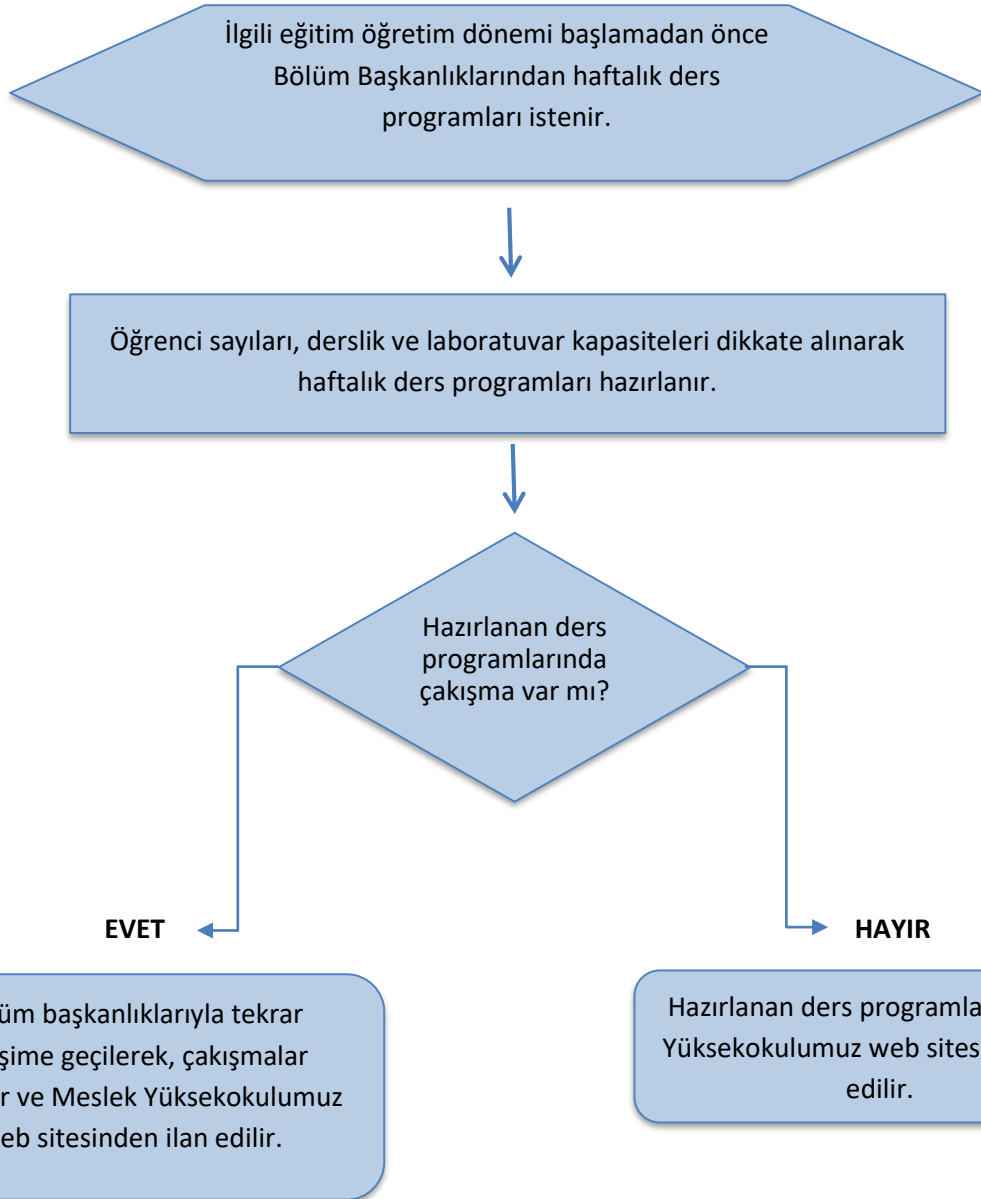 İlgili eğitim öğretim dönemi başlamadan önce
Bölüm Başkanlıklarından haftalık ders
programları istenir.
Öğrenci sayıları, derslik ve laboratuvar kapasiteleri dikkate alınarak
haftalık ders programları hazırlanır.
Hazırlanan ders
programlarında
çakışma var mı?
EVET
HAYIR
başkanlıklarıyla tekrar
geçilerek, çakışmalar
ve Meslek Yüksekokulumuz
sitesinden ilan edilir.
Hazırlanan ders
Yüksekokulumuz web
edilir.